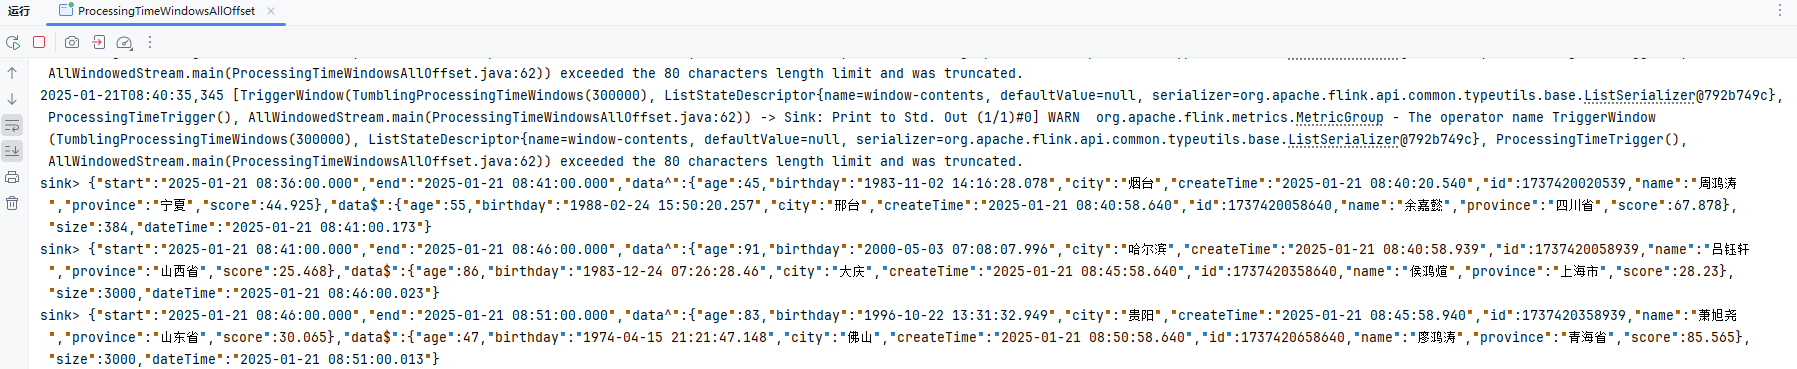 运行 ProcessingTimeWindowsAllOffset
AllWindowedStream.main(ProcessingTimeWindowsAllOffset.java:62)) exceeded the 80 characters length limit and was truncated.
2025-01-21T08:40:35,345 [TriggerWindow(TumblingProcessingTimeWindows(300000), ListStateDescriptor{name=window-contents, defaultValue=null, serializer=org.apache.flink.api.common.typeutils.base.ListSerializer@792b749c},
ProcessingTimeTrigger(), AllWindowedStream.main(ProcessingTimeWindowsAllOffset.java:62)) -> Sink: Print to Std. Out (1/1)#0] WARN  org.apache.flink.metrics.MetricGroup - The operator name TriggerWindow
(TumblingProcessingTimeWindows(300000), ListStateDescriptor{name=window-contents, defaultValue=null, serializer=org.apache.flink.api.common.typeutils.base.ListSerializer@792b749c}, ProcessingTimeTrigger(),
AllWindowedStream.main(ProcessingTimeWindowsAllOffset.java:62)) exceeded the 80 characters length limit and was truncated.
sink> {"start":"2025-01-21 08:36:00.000","end":"2025-01-21 08:41:00.000","data^":{"age":45,"birthday":"1983-11-02 14:16:28.078","city":"烟台","createTime":"2025-01-21 08:40:20.540","id":1737420020539,"name":"周鸿涛
","province":"宁夏","score":44.925},"data$":{"age":55,"birthday":"1988-02-24 15:50:20.257","city":"邢台","createTime":"2025-01-21 08:40:58.640","id":1737420058640,"name":"余嘉懿","province":"四川省","score":67.878},
"size":384,"dateTime":"2025-01-21 08:41:00.173"}
sink> {"start":"2025-01-21 08:41:00.000","end":"2025-01-21 08:46:00.000","data^":{"age":91,"birthday":"2000-05-03 07:08:07.996","city":"哈尔滨","createTime":"2025-01-21 08:40:58.939","id":1737420058939,"name":"吕钰轩
","province":"山西省","score":25.468},"data$":{"age":86,"birthday":"1983-12-24 07:26:28.46","city":"大庆","createTime":"2025-01-21 08:45:58.640","id":1737420358640,"name":"侯鸿煊","province":"上海市","score":28.23},
"size":3000,"dateTime":"2025-01-21 08:46:00.023"}
sink> {"start":"2025-01-21 08:46:00.000","end":"2025-01-21 08:51:00.000","data^":{"age":83,"birthday":"1996-10-22 13:31:32.949","city":"贵阳","createTime":"2025-01-21 08:45:58.940","id":1737420358939,"name":"萧旭尧
","province":"山东省","score":30.065},"data$":{"age":47,"birthday":"1974-04-15 21:21:47.148","city":"佛山","createTime":"2025-01-21 08:50:58.640","id":1737420658640,"name":"廖鸿涛","province":"青海省","score":85.565},
"size":3000,"dateTime":"2025-01-21 08:51:00.013"}